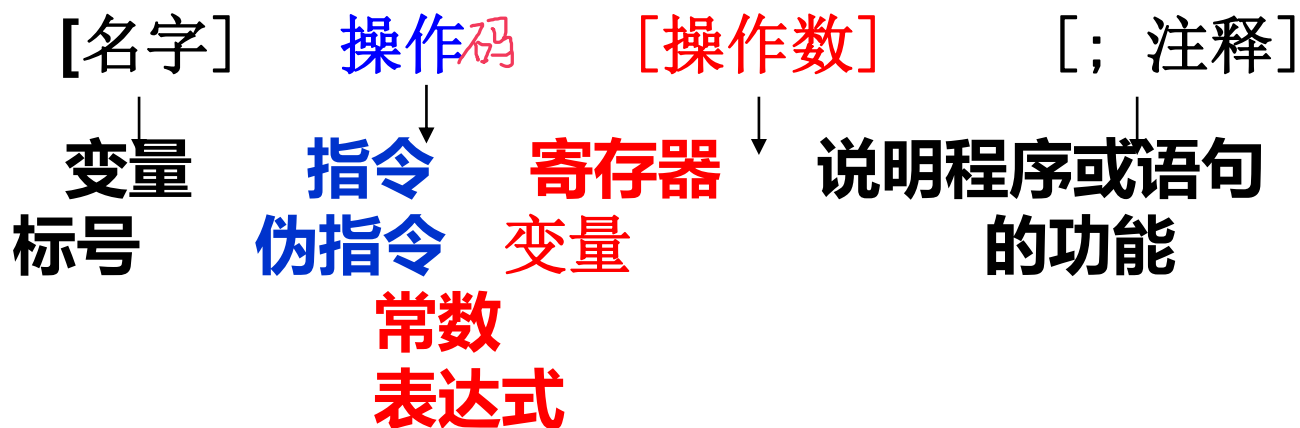 [名字] 操作码 [操作数] [；注释]
变量 指令 寄存器 说明程序或语句
标号 伪指令 变量 的功能
常数
表达式